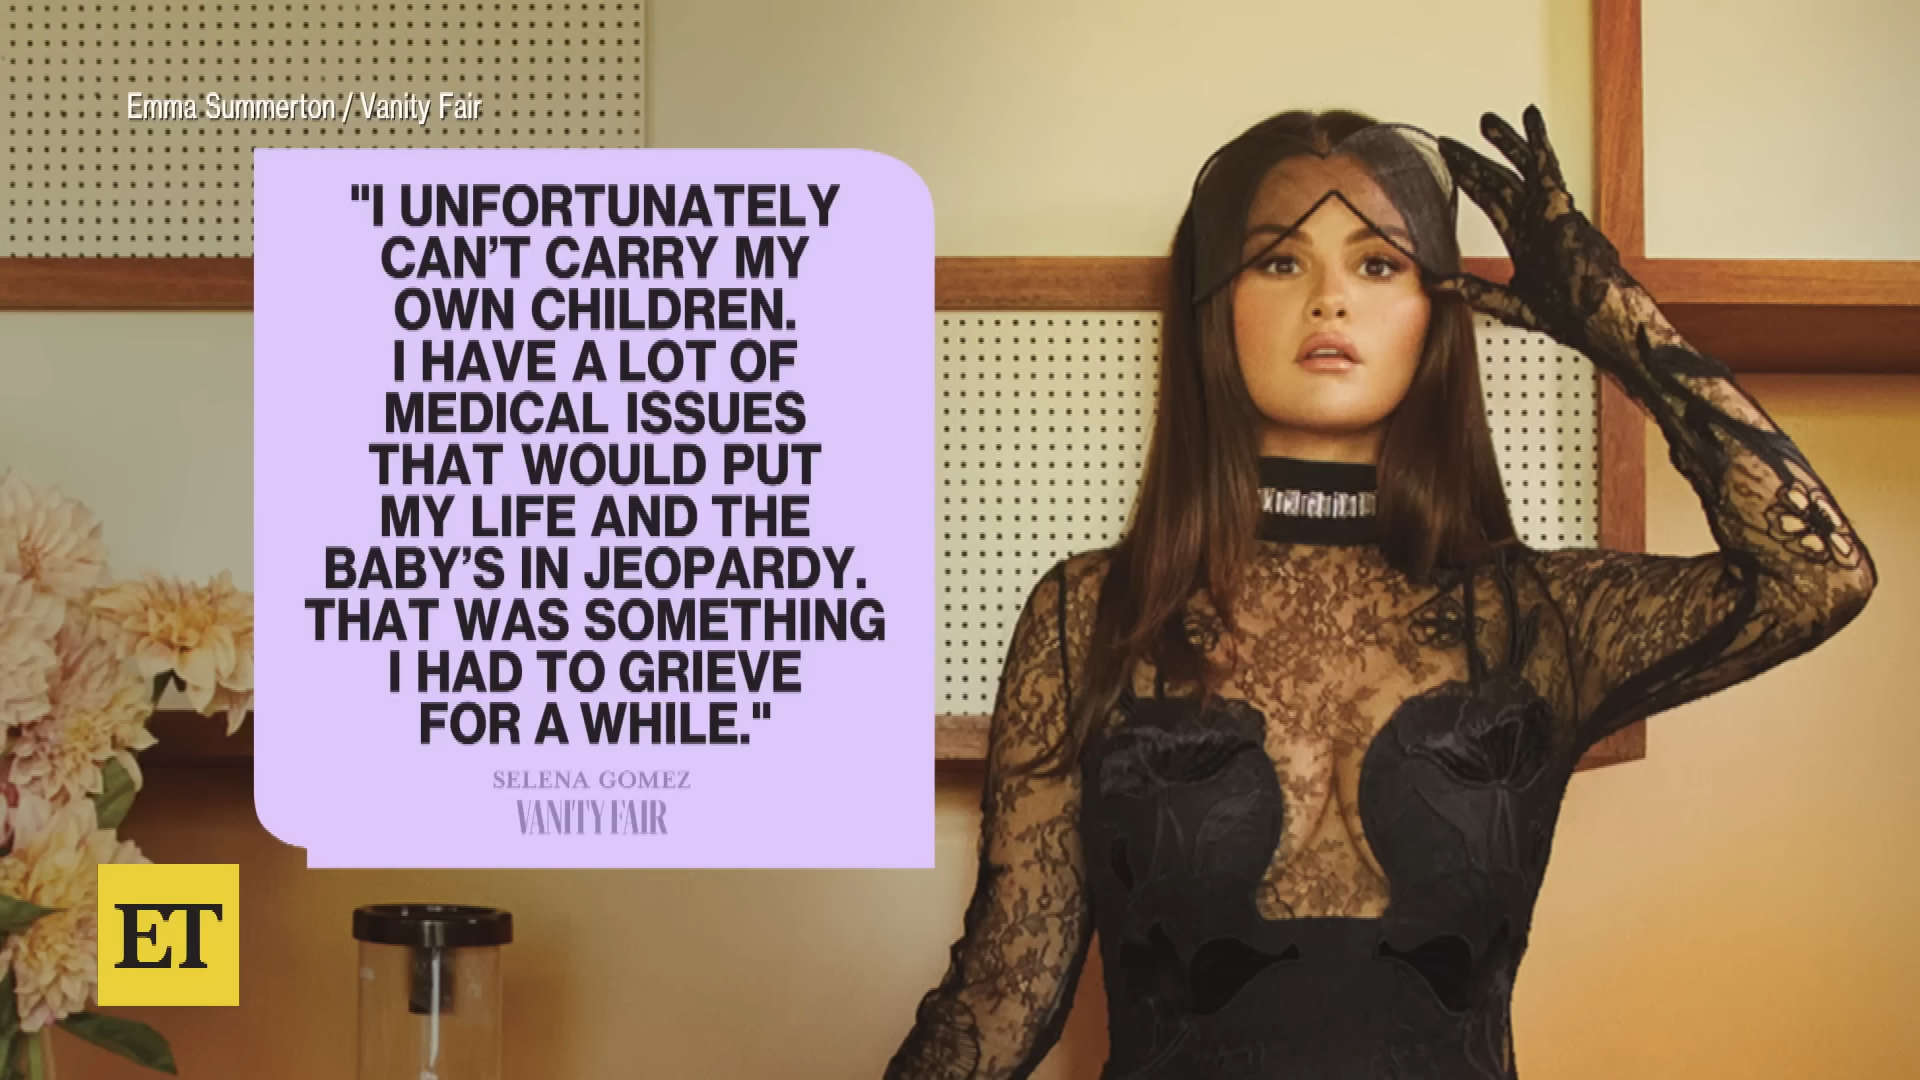 Emma Summerton / Vanity Fair
"I UNFORTUNATELY
CAN’T CARRY MY
OWN CHILDREN.
I HAVE A LOT OF
MEDICAL ISSUES
THAT WOULD PUT
MY LIFE AND THE
BABY’S IN JEOPARDY.
THAT WAS SOMETHING
I HAD TO GRIEVE
FOR A WHILE."
SELENA GOMEZ
VANITY FAIR
ET